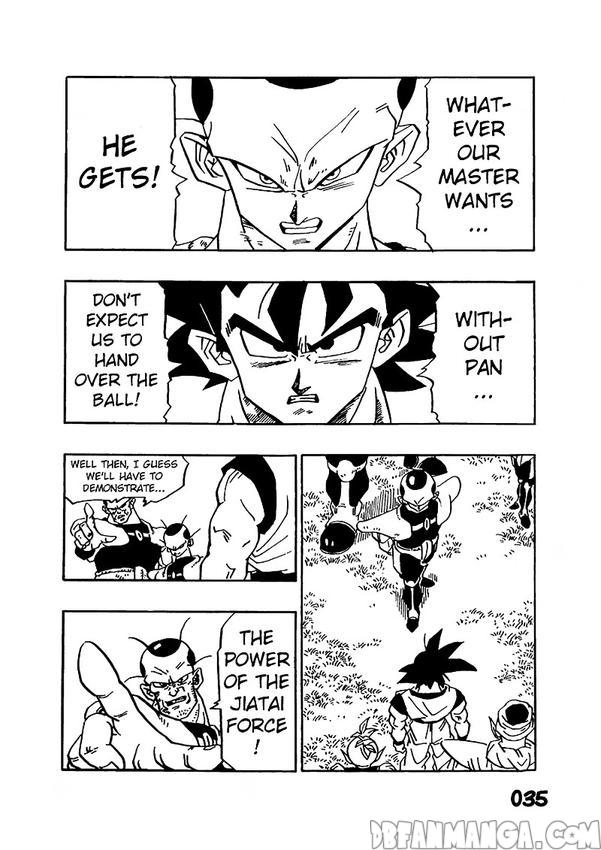 WHAT-
EVER
OUR
MASTER
WANTS
...
HE
GETS!
WITH-
OUT
PAN
...
DON'T
EXPECT
US TO
HAND
OVER THE
BALL!
WELL THEN, I GUESS
WE'LL HAVE TO
DEMONSTRATE...
THE
POWER
OF THE
JIATAI
FORCE
!
035
DBFANMANGA.COM